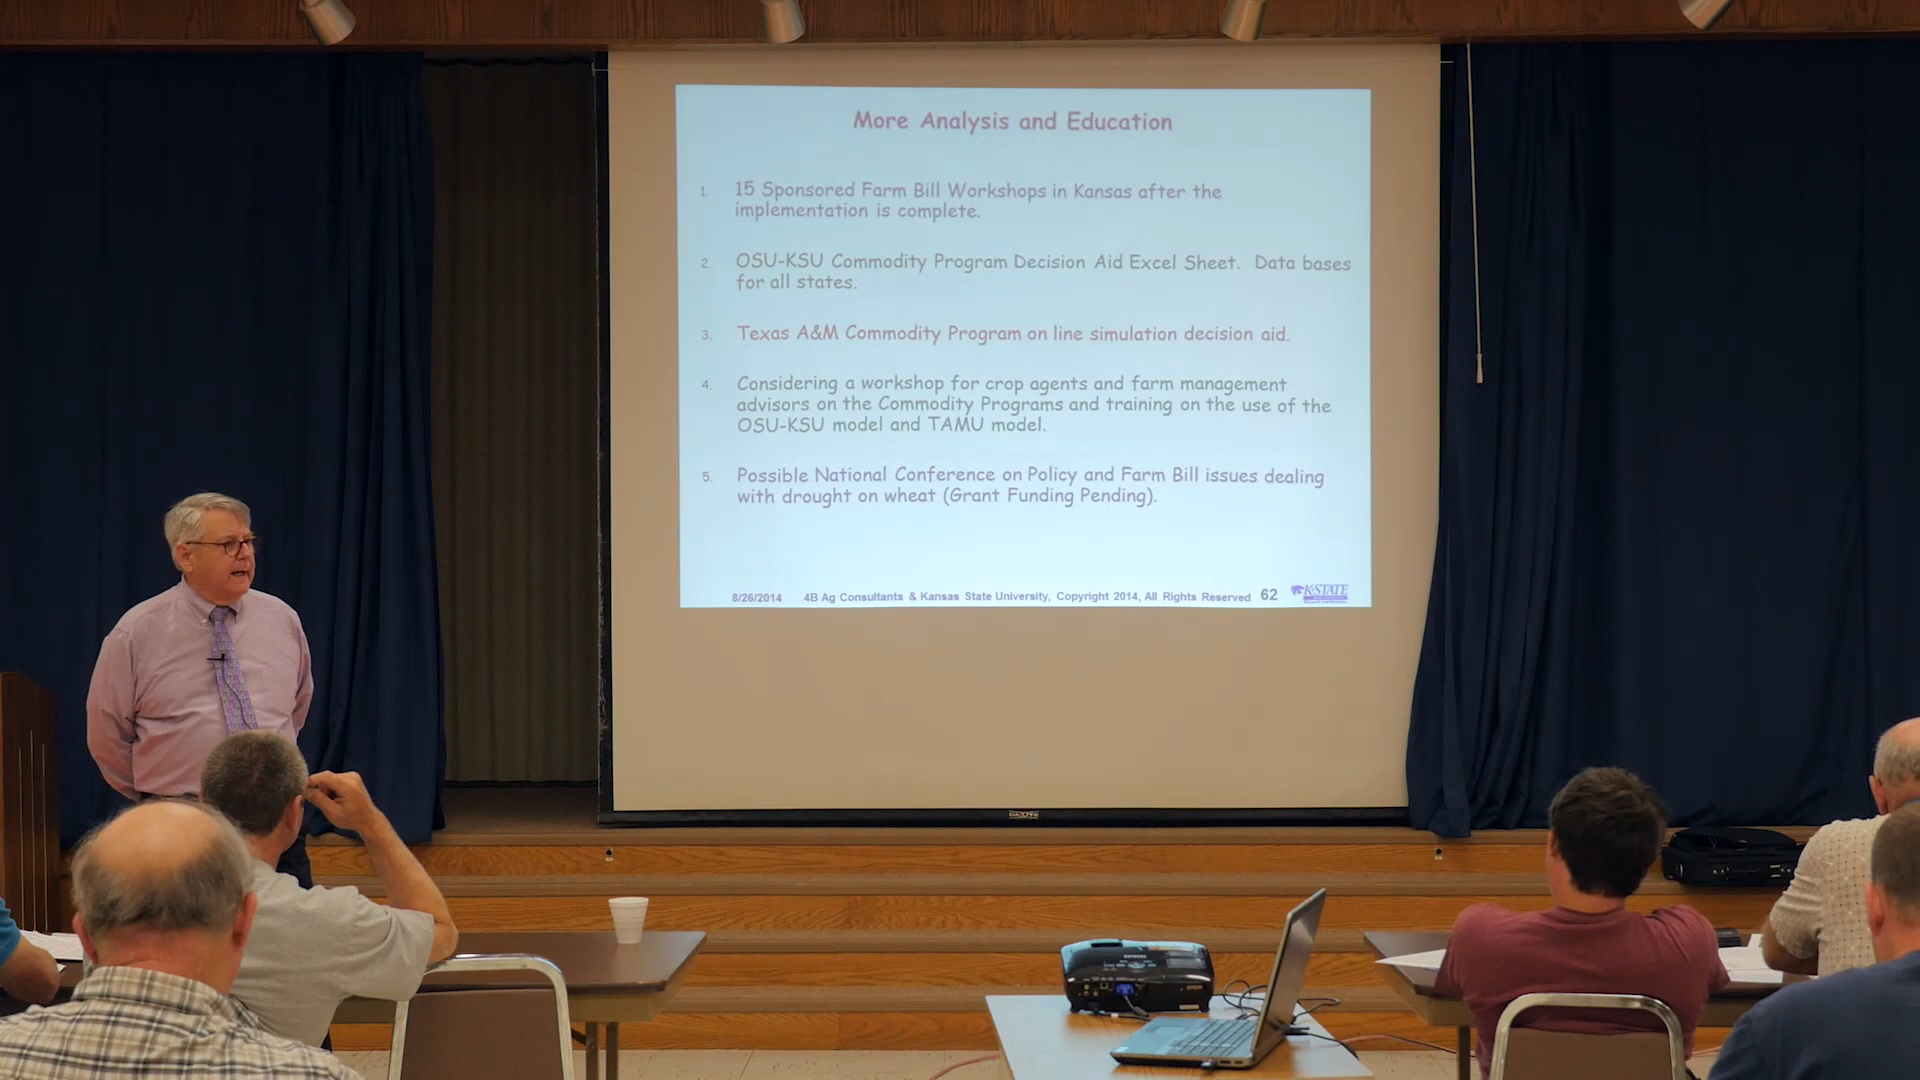 More Analysis and Education
1. 15 Sponsored Farm Bill Workshops in Kansas after the
implementation is complete.
2. OSU-KSU Commodity Program Decision Aid Excel Sheet. Data bases
for all states.
3. Texas A&M Commodity Program on line simulation decision aid.
4. Considering a workshop for crop agents and farm management
advisors on the Commodity Programs and training on the use of the
OSU-KSU model and TAMU model.
5. Possible National Conference on Policy and Farm Bill issues dealing
with drought on wheat (Grant Funding Pending).
8/26/2014 4B Ag Consultants & Kansas State University, Copyright 2014, All Rights Reserved 62 K-STATE
DA-LITE
EPSON